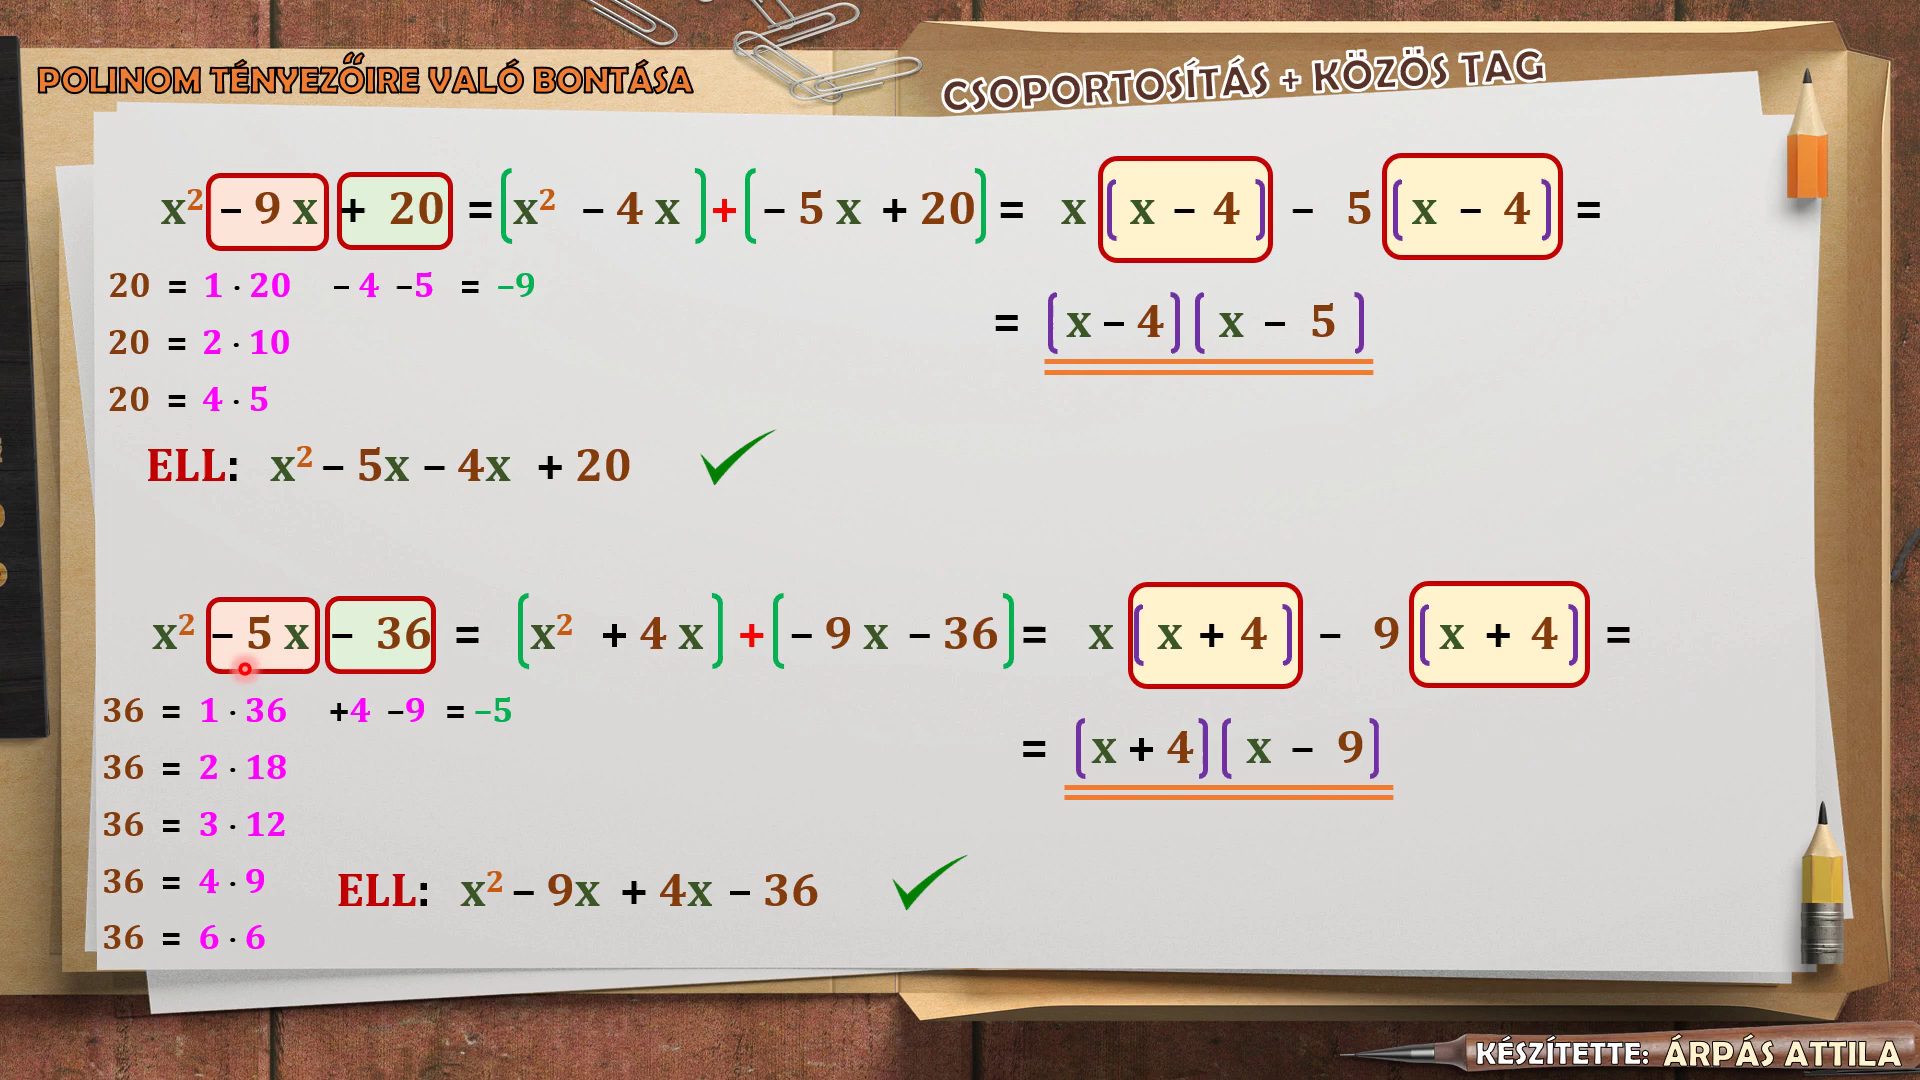 POLINOM TÉNYEZŐIRE VALÓ BONTÁSA
CSOPORTOSÍTÁS + KÖZÖS TAG
x² – 9 x + 20 = (x² – 4 x) + (– 5 x + 20) = x (x – 4) – 5 (x – 4) =
20 = 1 · 20 – 4 –5 = –9
= (x – 4) (x – 5)
20 = 2 · 10
20 = 4 · 5
ELL: x² – 5x – 4x + 20
x² – 5 x – 36 = (x² + 4 x) + (– 9 x – 36) = x (x + 4) – 9 (x + 4) =
36 = 1 · 36 +4 –9 = –5
= (x + 4) (x – 9)
36 = 2 · 18
36 = 3 · 12
36 = 4 · 9
ELL: x² – 9x + 4x – 36
36 = 6 · 6
KÉSZÍTETTE: ÁRPÁS ATTILA